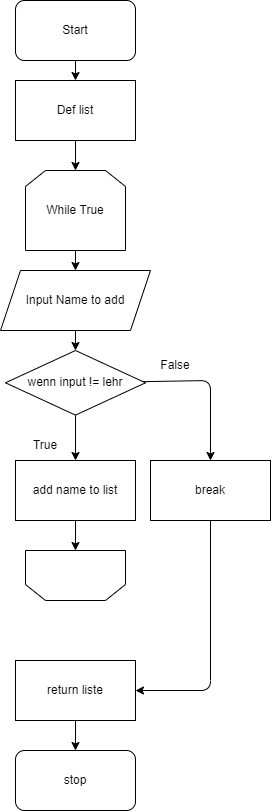 Start
Def list
While True
Input Name to add
wenn input != lehr
False
True
add name to list
break
return liste
stop